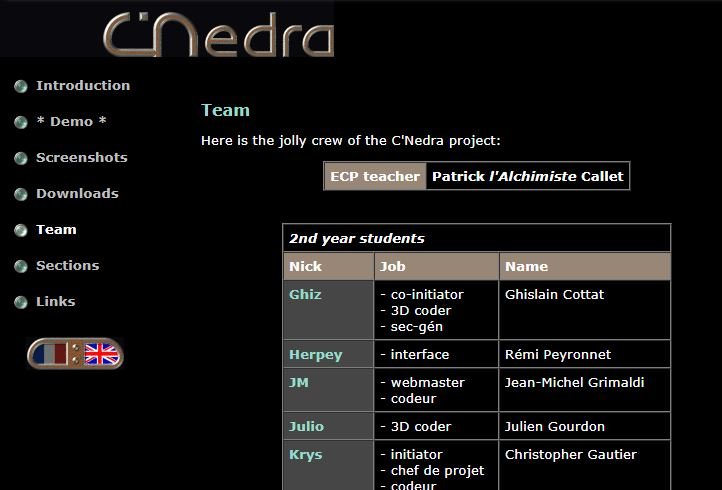 C'Nedra
Introduction
* Demo *
Screenshots
Downloads
Team
Sections
Links
Team
Here is the jolly crew of the C'Nedra project:
ECP teacher Patrick l'Alchimiste Callet
2nd year students
Nick Job Name
Ghiz - co-initiator Ghislain Cottat
- 3D coder
- sec-gén
Herpey - interface Rémi Peyronnet
JM - webmaster Jean-Michel Grimaldi
- codeur
Julio - 3D coder Julien Gourdon
Krys - initiator Christopher Gautier
- chef de projet
- codeur